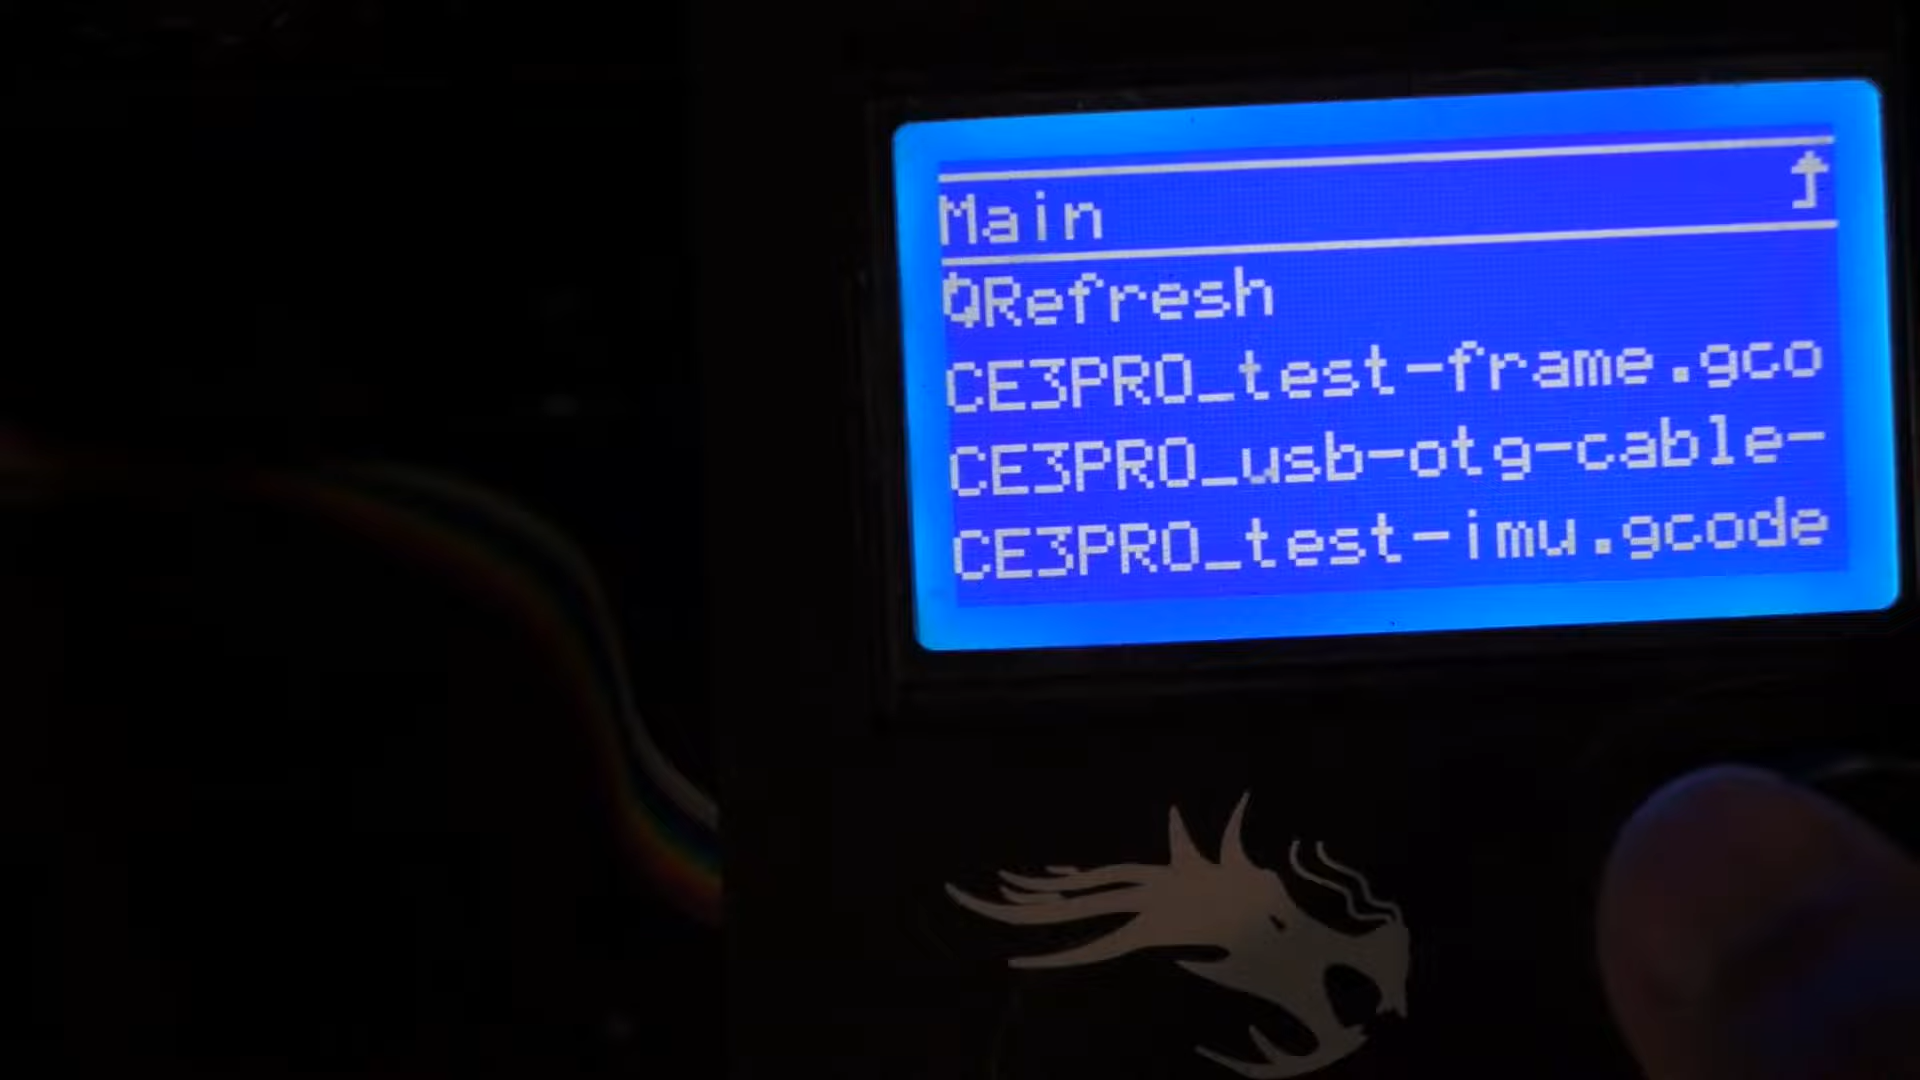 Main
Refresh
CE3PRO_test-frame.gco
CE3PRO_usb-otg-cable-
CE3PRO_test-imu.gcode